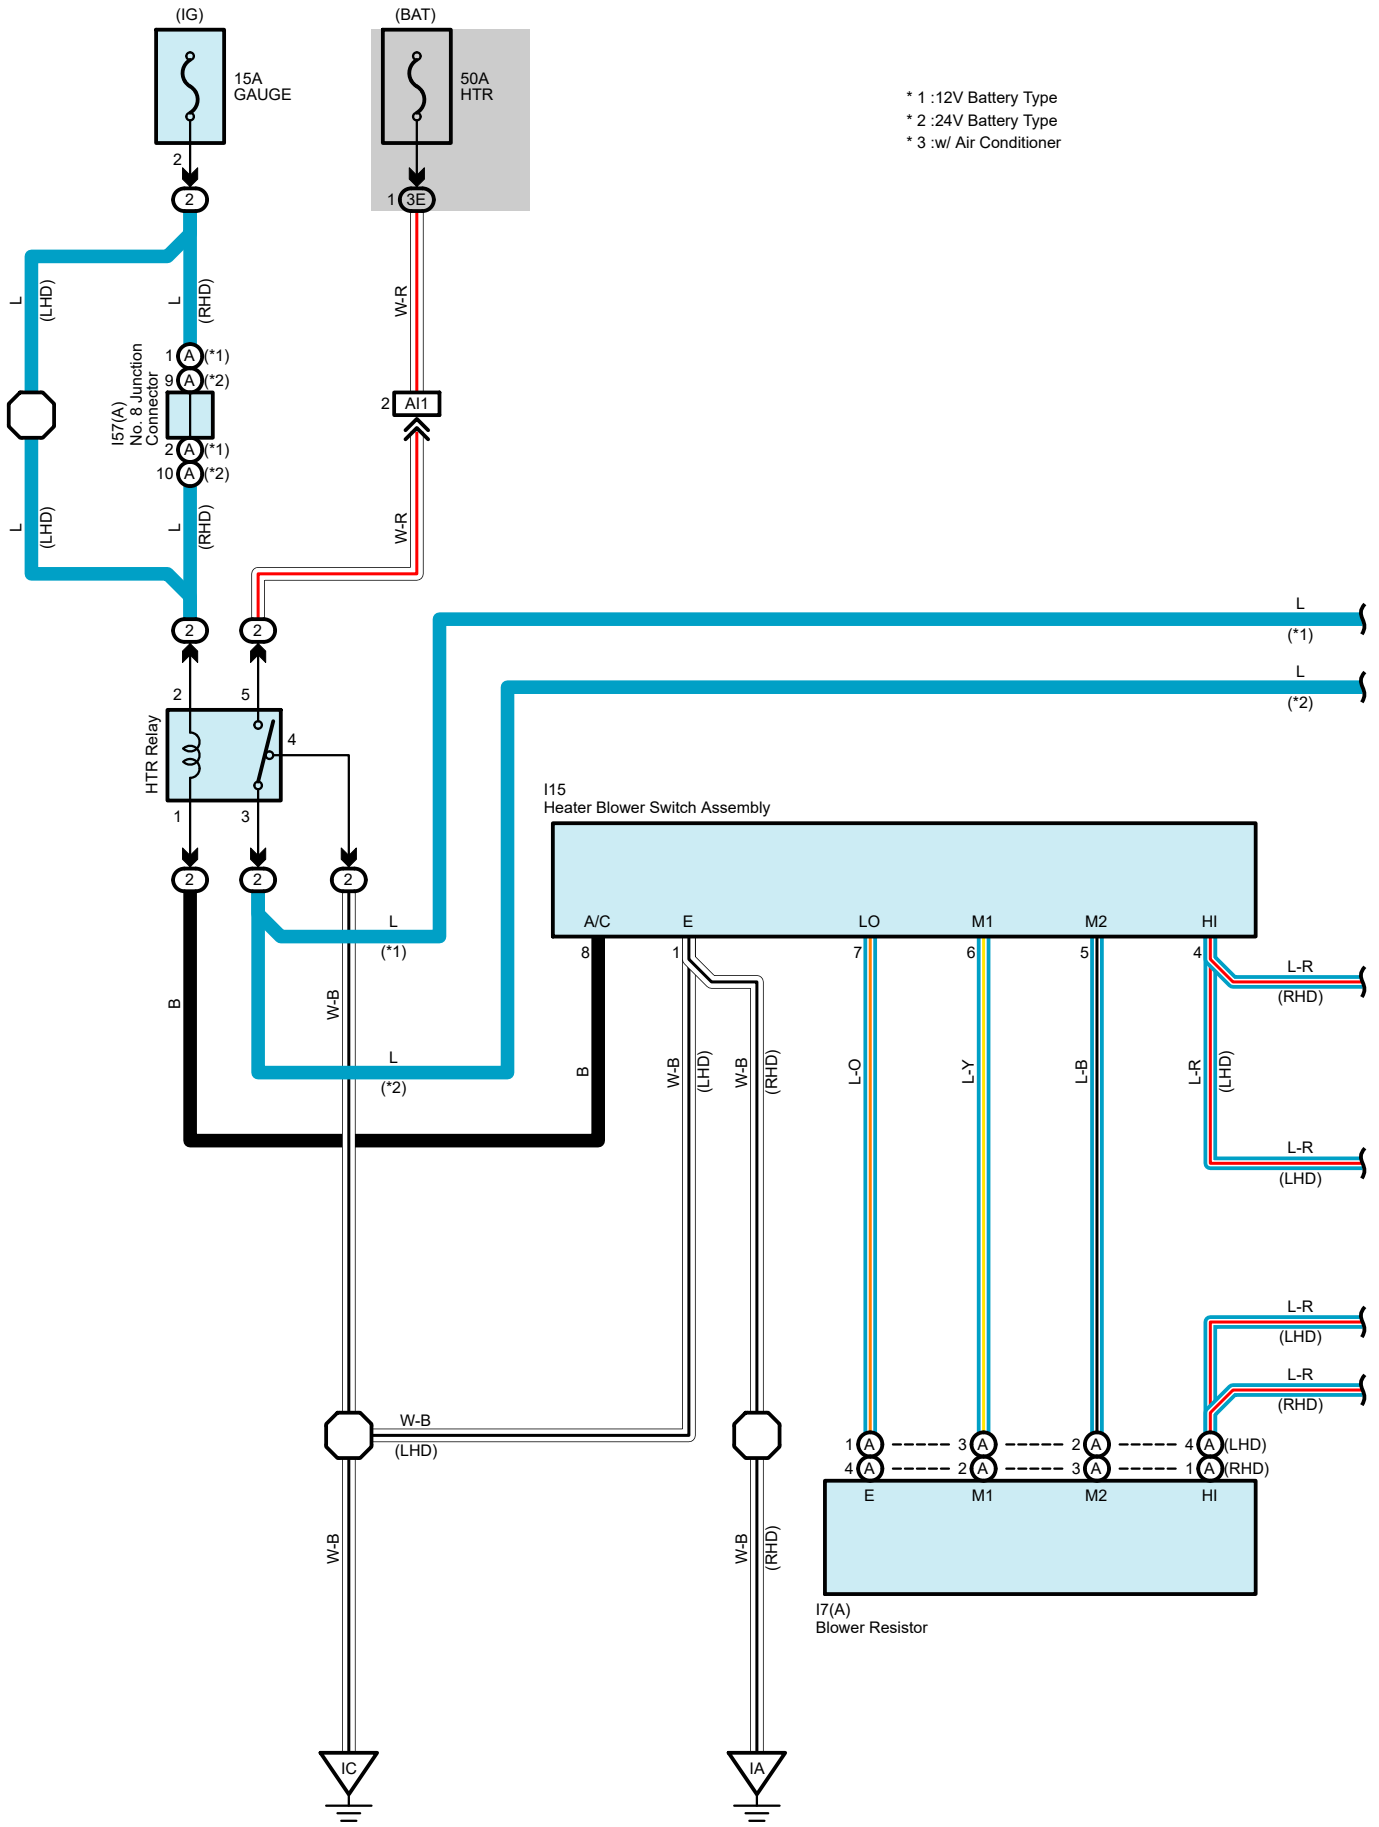 (IG)
(BAT)
15A
GAUGE
50A
HTR
* 1 :12V Battery Type
* 2 :24V Battery Type
* 3 :w/ Air Conditioner
2
2
1
3E
L
(LHD)
L
(RHD)
W-R
1 A (*1)
9 A (*2)
I57(A)
No. 8 Junction
Connector
2 A (*1)
10 A (*2)
2 AI1
L
(LHD)
L
(RHD)
W-R
2
2
L
(*1)
2
5
L
(*2)
HTR Relay
4
1
3
I15
Heater Blower Switch Assembly
2
2
2
A/C
E
LO
M1
M2
HI
L
(*1)
8
1
7
6
5
4
L-R
(RHD)
B
W-B
L
(*2)
B
W-B
(LHD)
W-B
(RHD)
L-O
L-Y
L-B
L-R
(LHD)
L-R
(LHD)
L-R
(LHD)
L-R
(RHD)
W-B
(LHD)
1 A 3 A 2 A 4 A (LHD)
4 A 2 A 3 A 1 A (RHD)
E
M1
M2
HI
W-B
W-B
(RHD)
I7(A)
Blower Resistor
IC
IA